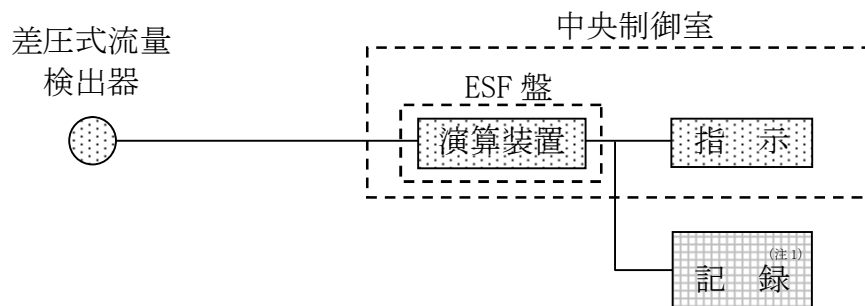 中央制御室
差圧式流量
検出器
ESF 盤
演算装置
指　示
(注1)
記　録